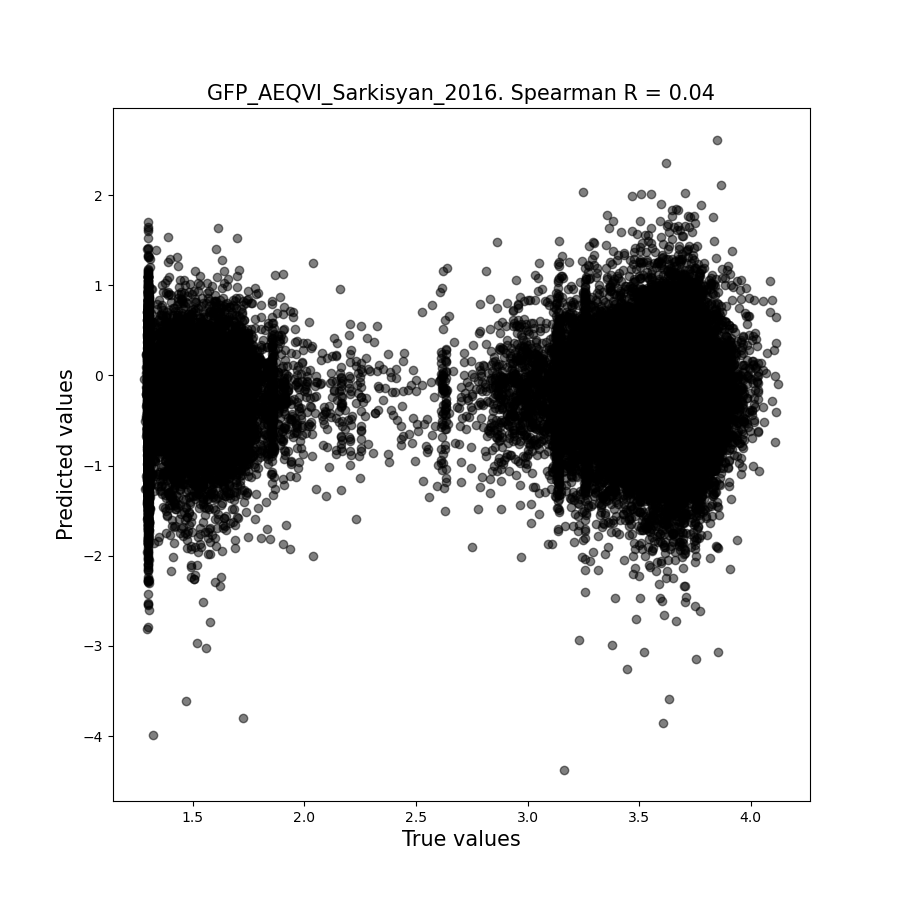 GFP_AEQVI_Sarkisyan_2016. Spearman R = 0.04
2
1
0
−1
−2
−3
−4
Predicted values
1.5 2.0 2.5 3.0 3.5 4.0
True values